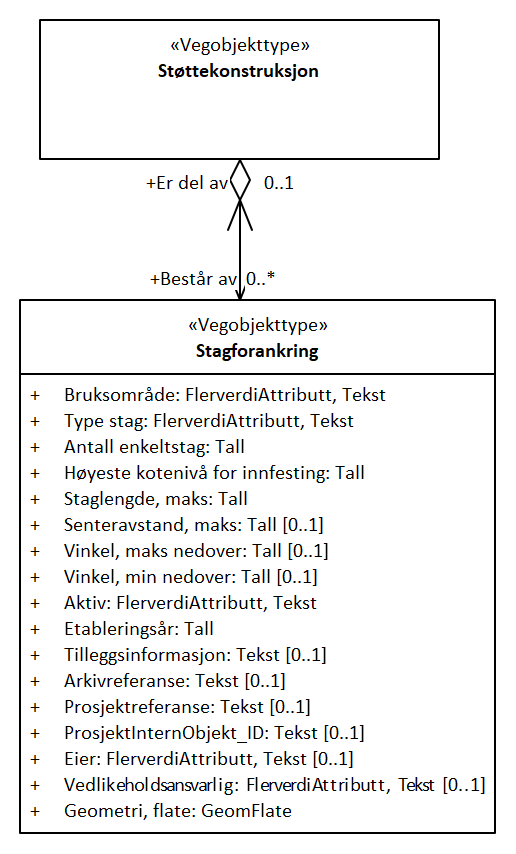 «Vegobjekttype»
Støttekonstruksjon
+Er del av 0..1
+Består av 0..*
«Vegobjekttype»
Stagforankring
+ Bruksområde: FlerverdiAttributt, Tekst
+ Type stag: FlerverdiAttributt, Tekst
+ Antall enkeltstag: Tall
+ Høyeste kotenivå for innfesting: Tall
+ Staglengde, maks: Tall
+ Senteravstand, maks: Tall [0..1]
+ Vinkel, maks nedover: Tall [0..1]
+ Vinkel, min nedover: Tall [0..1]
+ Aktiv: FlerverdiAttributt, Tekst
+ Etableringsår: Tall
+ Tilleggsinformasjon: Tekst [0..1]
+ Arkivreferanse: Tekst [0..1]
+ Prosjektreferanse: Tekst [0..1]
+ ProsjektInternObjekt_ID: Tekst [0..1]
+ Eier: FlerverdiAttributt, Tekst [0..1]
+ Vedlikeholdsansvarlig: FlerverdiAttributt, Tekst [0..1]
+ Geometri, flate: GeomFlate